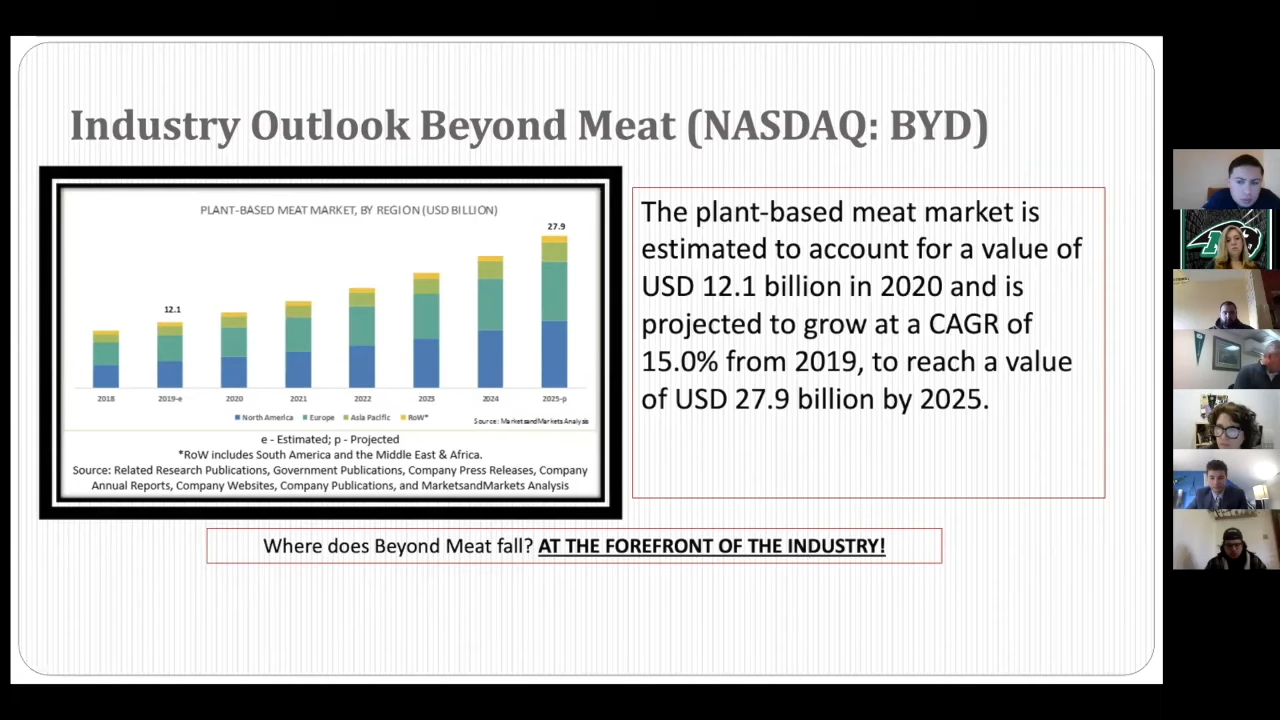 Industry Outlook Beyond Meat (NASDAQ: BYD)
PLANT-BASED MEAT MARKET, BY REGION (USD BILLION)
27.9
12.1
2018 2019-e 2020 2021 2022 2023 2024 2025-p
North America Europe Asia Pacific RoW*
Source: MarketsandMarkets Analysis
e - Estimated; p - Projected
*RoW includes South America and the Middle East & Africa.
Source: Related Research Publications, Government Publications, Company Press Releases, Company
Annual Reports, Company Websites, Company Publications, and MarketsandMarkets Analysis
The plant-based meat market is
estimated to account for a value of
USD 12.1 billion in 2020 and is
projected to grow at a CAGR of
15.0% from 2019, to reach a value
of USD 27.9 billion by 2025.
Where does Beyond Meat fall? AT THE FOREFRONT OF THE INDUSTRY!